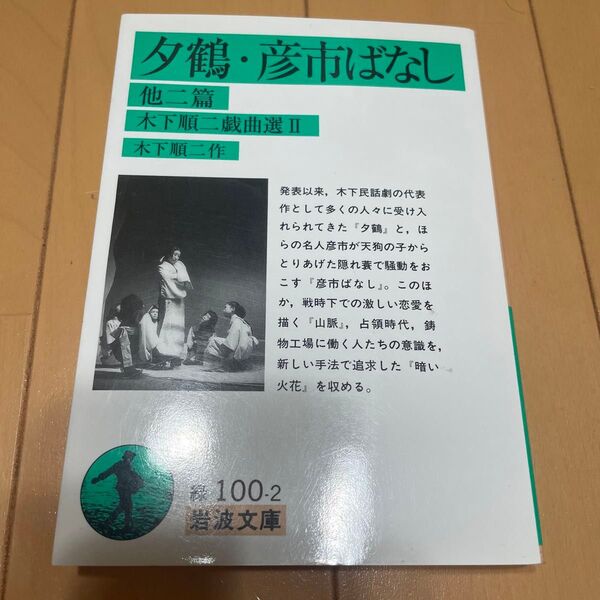 夕鶴・彦市ばなし
他二篇
木下順二戯曲選Ⅱ
木下順二作
発表以来，木下民話劇の代表
作として多くの人々に受け入
れられてきた『夕鶴』と，ほ
らの名人彦市が天狗の子から
とりあげた隠れ蓑で騒動をお
こす『彦市ばなし』。このほ
か，戦時下での激しい恋愛を
描く『山脈』，占領時代，鋳
物工場に働く人たちの意識を，
新しい手法で追求した『暗い
火花』を収める。
緑 100-2
岩波文庫